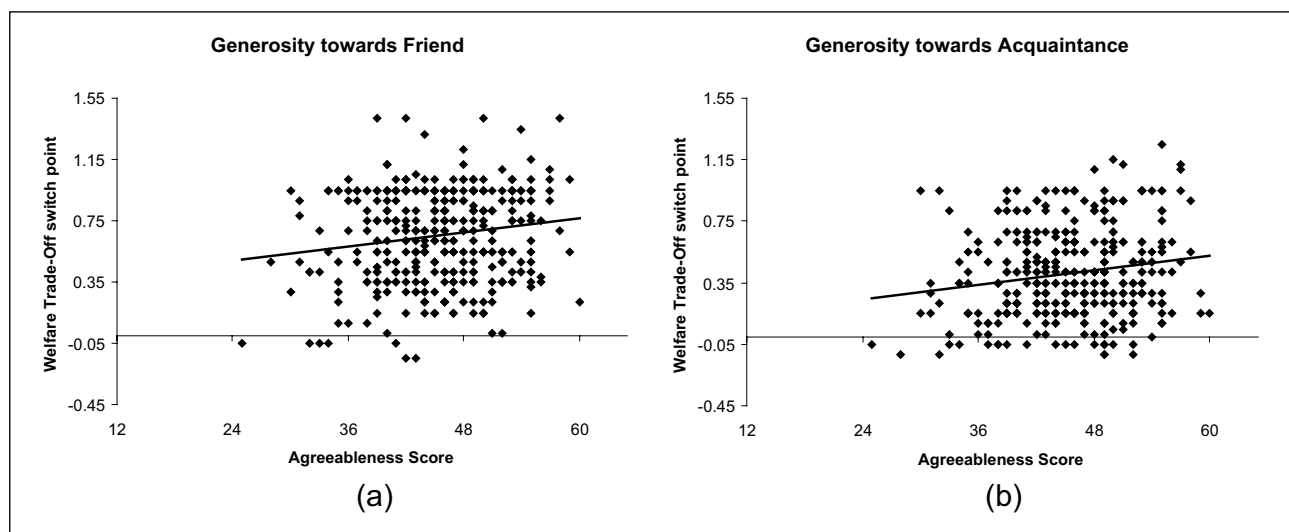 Generosity towards Friend
Welfare Trade-Off switch point
1.55
1.15
0.75
0.35
-0.05
-0.45
12
24
36
48
60
Agreeableness Score
(a)
Generosity towards Acquaintance
Welfare Trade-Off switch point
1.55
1.15
0.75
0.35
-0.05
-0.45
12
24
36
48
60
Agreeableness Score
(b)